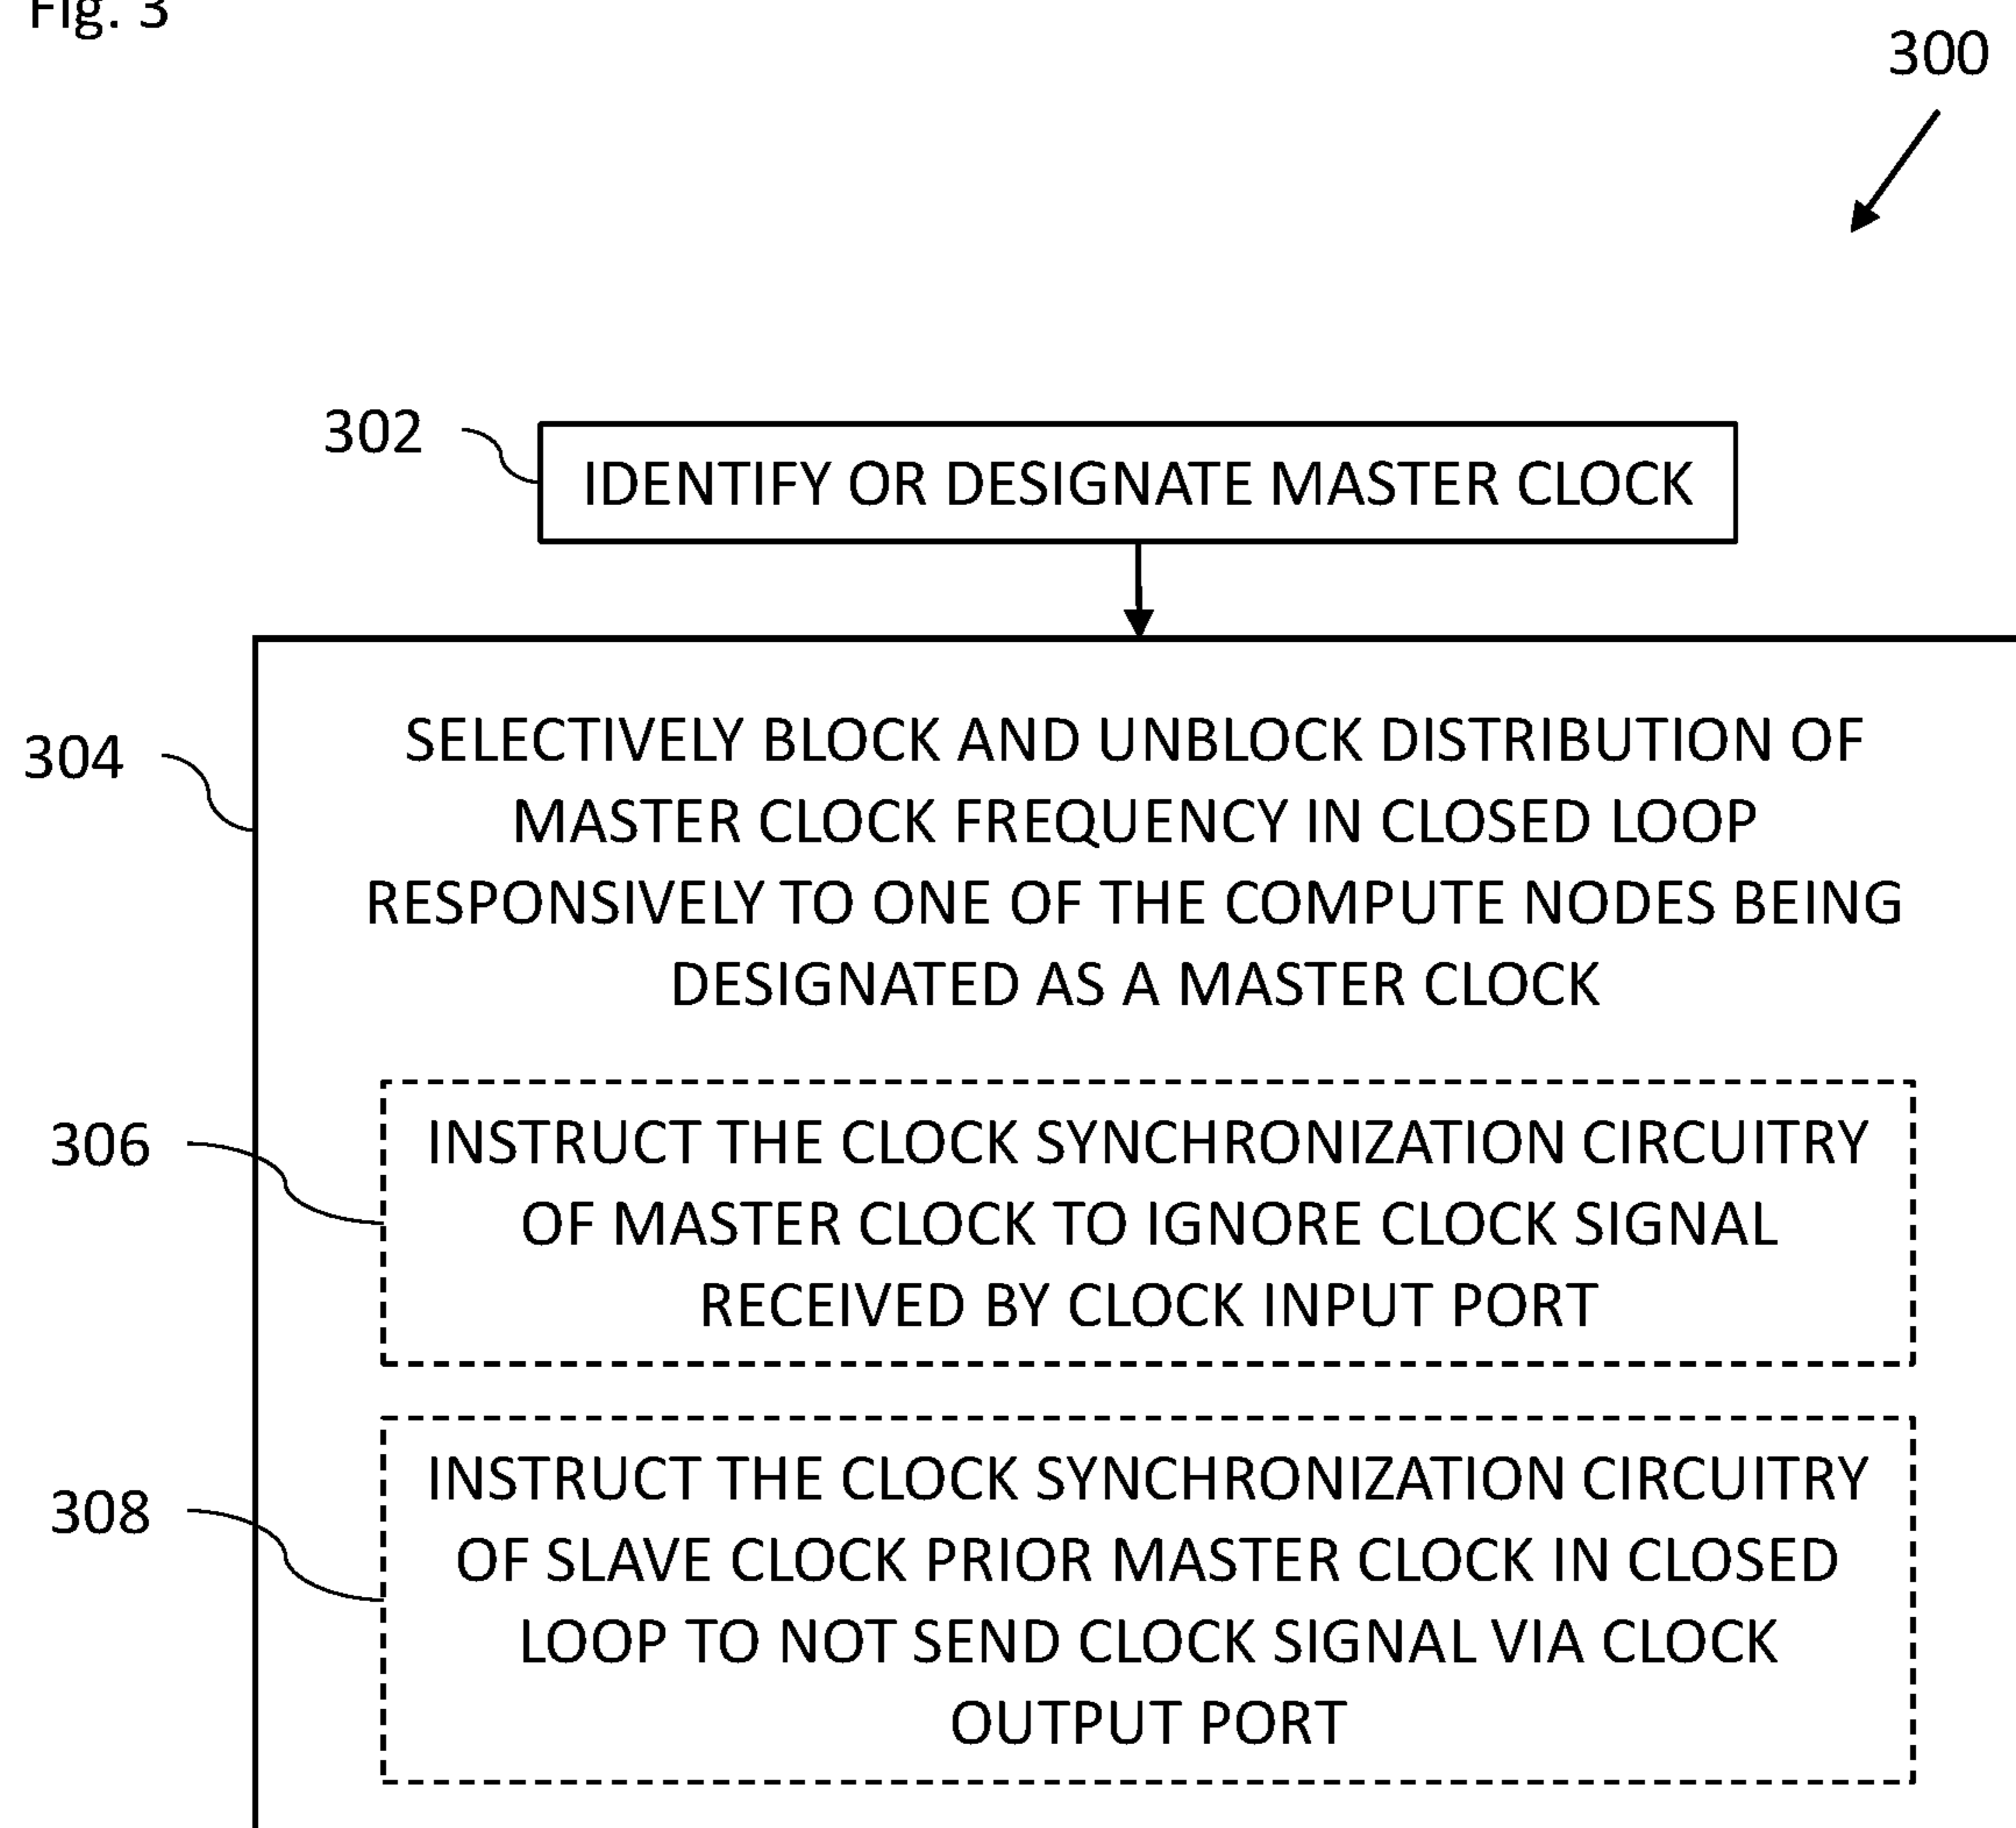 Fig. 3
300
302
IDENTIFY OR DESIGNATE MASTER CLOCK
304
SELECTIVELY BLOCK AND UNBLOCK DISTRIBUTION OF
MASTER CLOCK FREQUENCY IN CLOSED LOOP
RESPONSIVELY TO ONE OF THE COMPUTE NODES BEING
DESIGNATED AS A MASTER CLOCK
306
INSTRUCT THE CLOCK SYNCHRONIZATION CIRCUITRY
OF MASTER CLOCK TO IGNORE CLOCK SIGNAL
RECEIVED BY CLOCK INPUT PORT
308
INSTRUCT THE CLOCK SYNCHRONIZATION CIRCUITRY
OF SLAVE CLOCK PRIOR MASTER CLOCK IN CLOSED
LOOP TO NOT SEND CLOCK SIGNAL VIA CLOCK
OUTPUT PORT